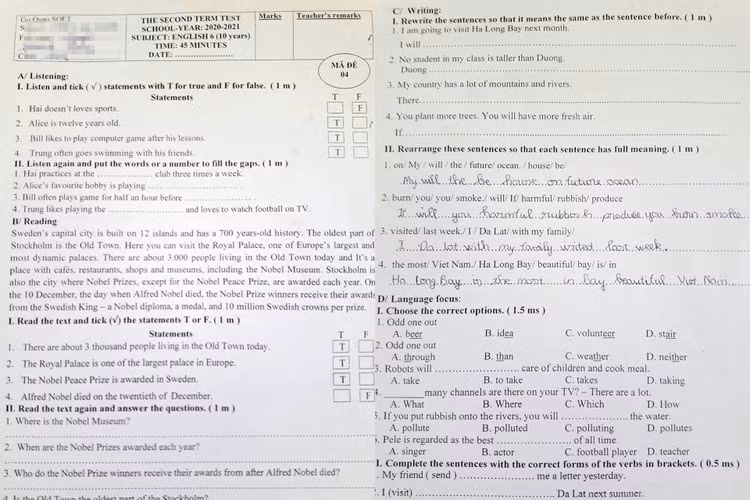 THE SECOND TERM TEST
SCHOOL-YEAR: 2020-2021
SUBJECT: ENGLISH 6 (10 years)
TIME: 45 MINUTES
DATE: ....................
Marks
Teacher's remarks
MÃ ĐỀ
04
A/ Listening:
I. Listen and tick ( √ ) statements with T for true and F for false. ( 1 m )
Statements T F
1. Hai doesn't loves sports. F
2. Alice is twelve years old. T
3. Bill likes to play computer game after his lessons. T
4. Trung often goes swimming with his friends. T
II. Listen again and put the words or a number to fill the gaps. ( 1 m )
1. Hai practices at the .................... club three times a week.
2. Alice's favourite hobby is playing ..............................
3. Bill often plays game for half an hour before ..............................
4. Trung likes playing the .......................... and loves to watch football on TV.
B/ Reading
Sweden's capital city is built on 12 islands and has a 700 years-history. The oldest part of
Stockholm is the Old Town. Here you can visit the Royal Palace, one of Europe's largest and
most dynamic palaces. There are about 3.000 people living in the Old Town today and It's a
place with cafés, restaurants, shops and museums, including the Nobel Museum. Stockholm is
also the city where Nobel Prizes, except for the Nobel Peace Prize, are awarded each year. On
the 10 December, the day when Alfred Nobel died, the Nobel Prize winners receive their awards
from the Swedish King – a Nobel diploma, a medal, and 10 million Swedish crowns per prize.
I. Read the text and tick (√) the statements T or F. ( 1 m )
Statements T F
1. There are about 3 thousand people living in the Old Town today. T
2. The Royal Palace is one of the largest palace in Europe. T
3. The Nobel Peace Prize is awarded in Sweden. T
4. Alfred Nobel died on the twentieth of December. F
II. Read the text again and answer the questions. ( 1 m )
1. Where is the Nobel Museum?
2. When are the Nobel Prizes awarded each year?
3. Who do the Nobel Prize winners receive their awards from after Alfred Nobel died?
4. Is the Old Town the oldest part of the Stockholm?
C/ Writing:
I. Rewrite the sentences so that it means the same as the sentence before. ( 1 m )
1. I am going to visit Ha Long Bay next month.
I will ..............................
2. No student in my class is taller than Duong.
Duong ..............................
3. My country has a lot of mountains and rivers.
There ..............................
4. You plant more trees. You will have more fresh air.
If ..............................
II. Rearrange these sentences so that each sentence has full meaning. ( 1 m )
1. on/ My / will / the / future/ ocean. / house/ be/
My will the be house on future ocean
2. burn/ you/ you/ smoke./ will/ If/ harmful/ rubbish/ produce
If will you harmful rubbish produce you burn smoke
3. visited/ last week./ I / Da Lat/ with my/ family/
I Da Lat with my family visited last week.
4. the most/ Viet Nam./ Ha Long Bay/ beautiful/ bay/ is/ in
Ha Long Bay is the most in bay beautiful Viet Nam
D/ Language focus:
I. Choose the correct options. ( 1.5 ms )
1. Odd one out
A. beer B. idea C. volunteer D. stair
2. Odd one out
A. through B. than C. weather D. neither
3. Robots will .......................... care of children and cook meal.
A. take B. to take C. takes D. taking
4. ________many channels are there on your TV? – There are a lot.
A. What B. Where C. Which D. How
5. If you put rubbish onto the rivers, you will .................... the water.
A. pollute B. polluted C. polluting D. pollutes
6. Pele is regarded as the best .................... of all time.
A. singer B. actor C. football player D. teacher
II. Complete the sentences with the correct forms of the verbs in brackets. ( 0.5 ms )
. My friend ( send ) .......................... me a letter yesterday.
. I (visit) .............................. Da Lat next summer.